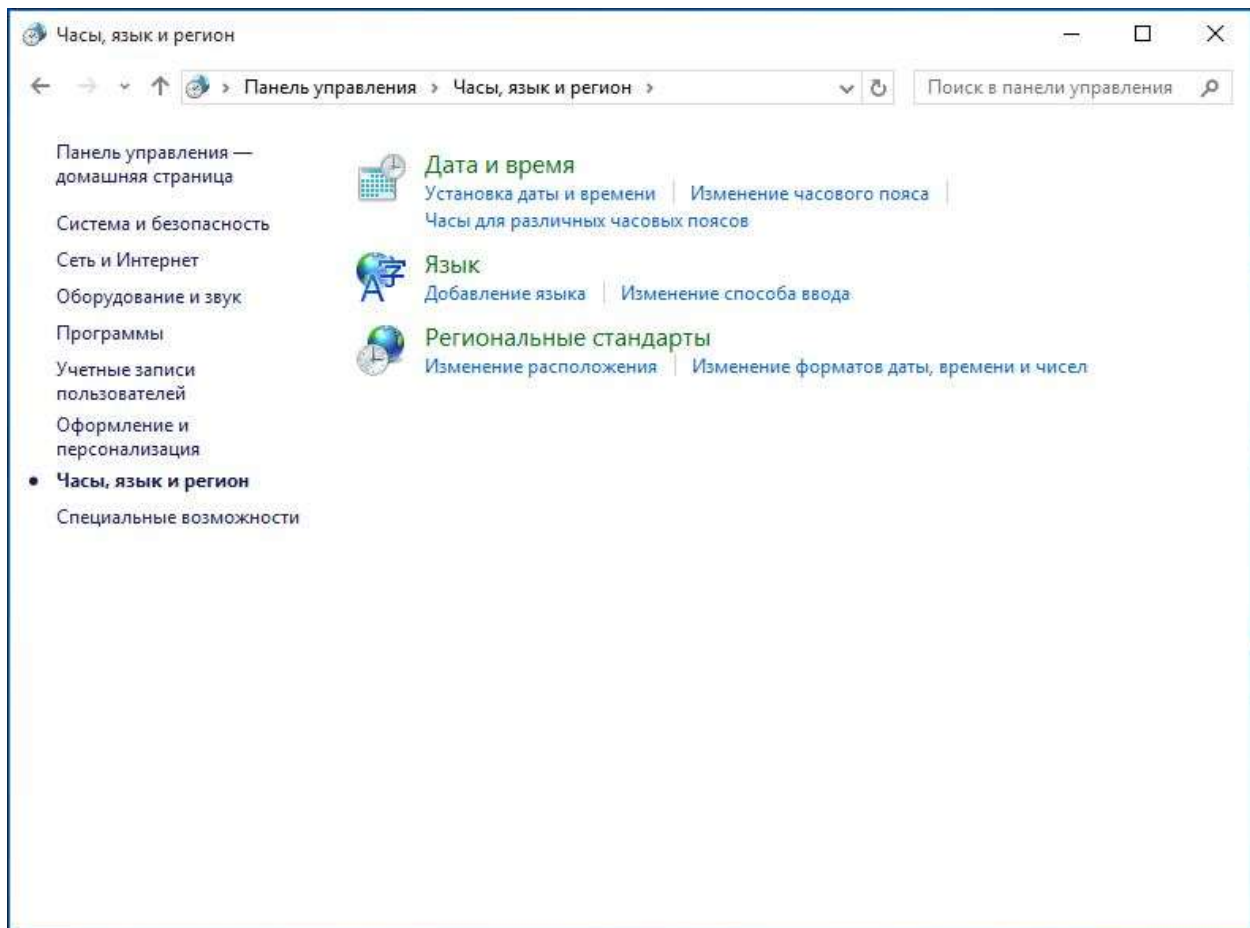 Часы, язык и регион
Панель управления › Часы, язык и регион ›
Поиск в панели управления
Панель управления —
домашняя страница
Система и безопасность
Сеть и Интернет
Оборудование и звук
Программы
Учетные записи
пользователей
Оформление и
персонализация
Часы, язык и регион
Специальные возможности
Дата и время
Установка даты и времени
Изменение часового пояса
Часы для различных часовых поясов
Язык
Добавление языка
Изменение способа ввода
Региональные стандарты
Изменение расположения
Изменение форматов даты, времени и чисел